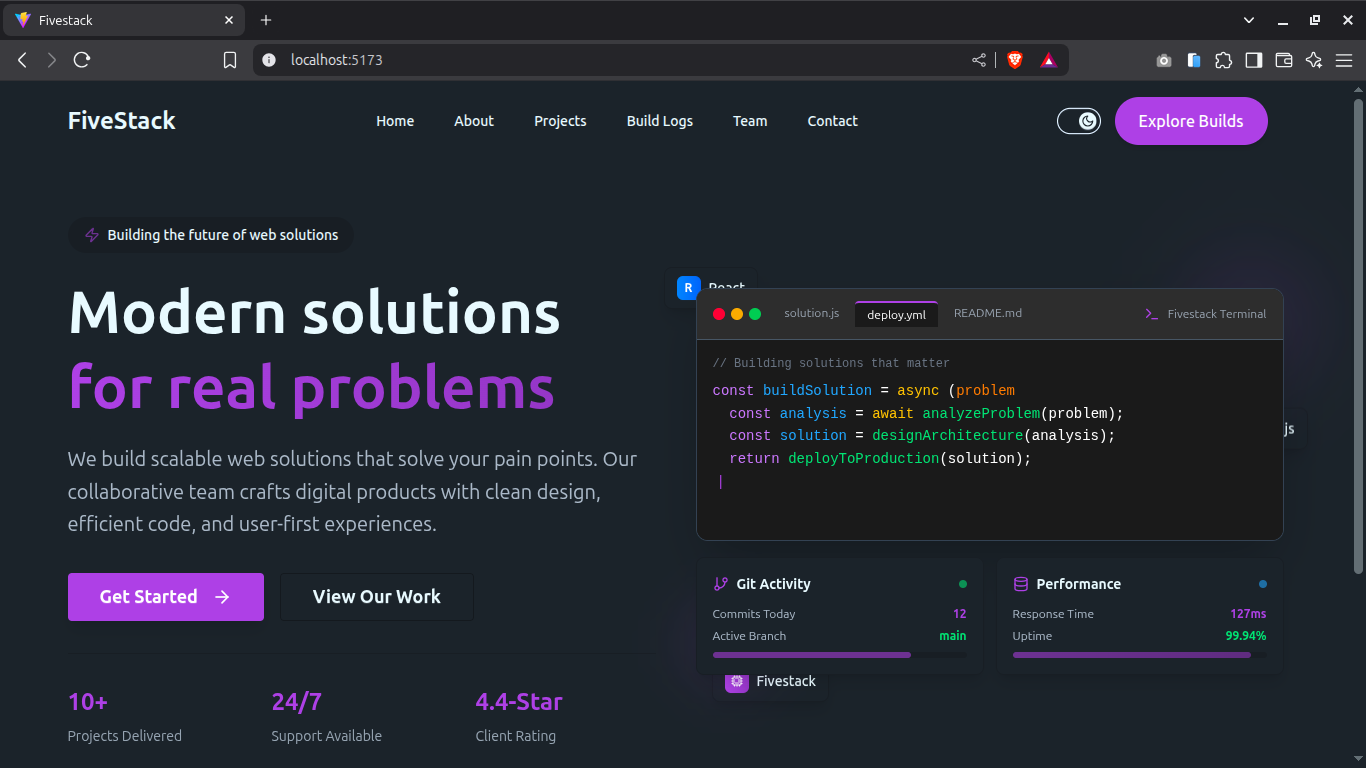 Fivestack
localhost:5173
FiveStack
Home About Projects Build Logs Team Contact
Explore Builds
Building the future of web solutions
Modern solutions
for real problems
We build scalable web solutions that solve your pain points. Our
collaborative team crafts digital products with clean design,
efficient code, and user-first experiences.
Get Started
View Our Work
10+
Projects Delivered
24/7
Support Available
4.4-Star
Client Rating
R React
solution.js deploy.yml README.md Fivestack Terminal
// Building solutions that matter
const buildSolution = async (problem
const analysis = await analyzeProblem(problem);
const solution = designArchitecture(analysis);
return deployToProduction(solution);
js
Git Activity
Commits Today 12
Active Branch main
Performance
Response Time 127ms
Uptime 99.94%
Fivestack